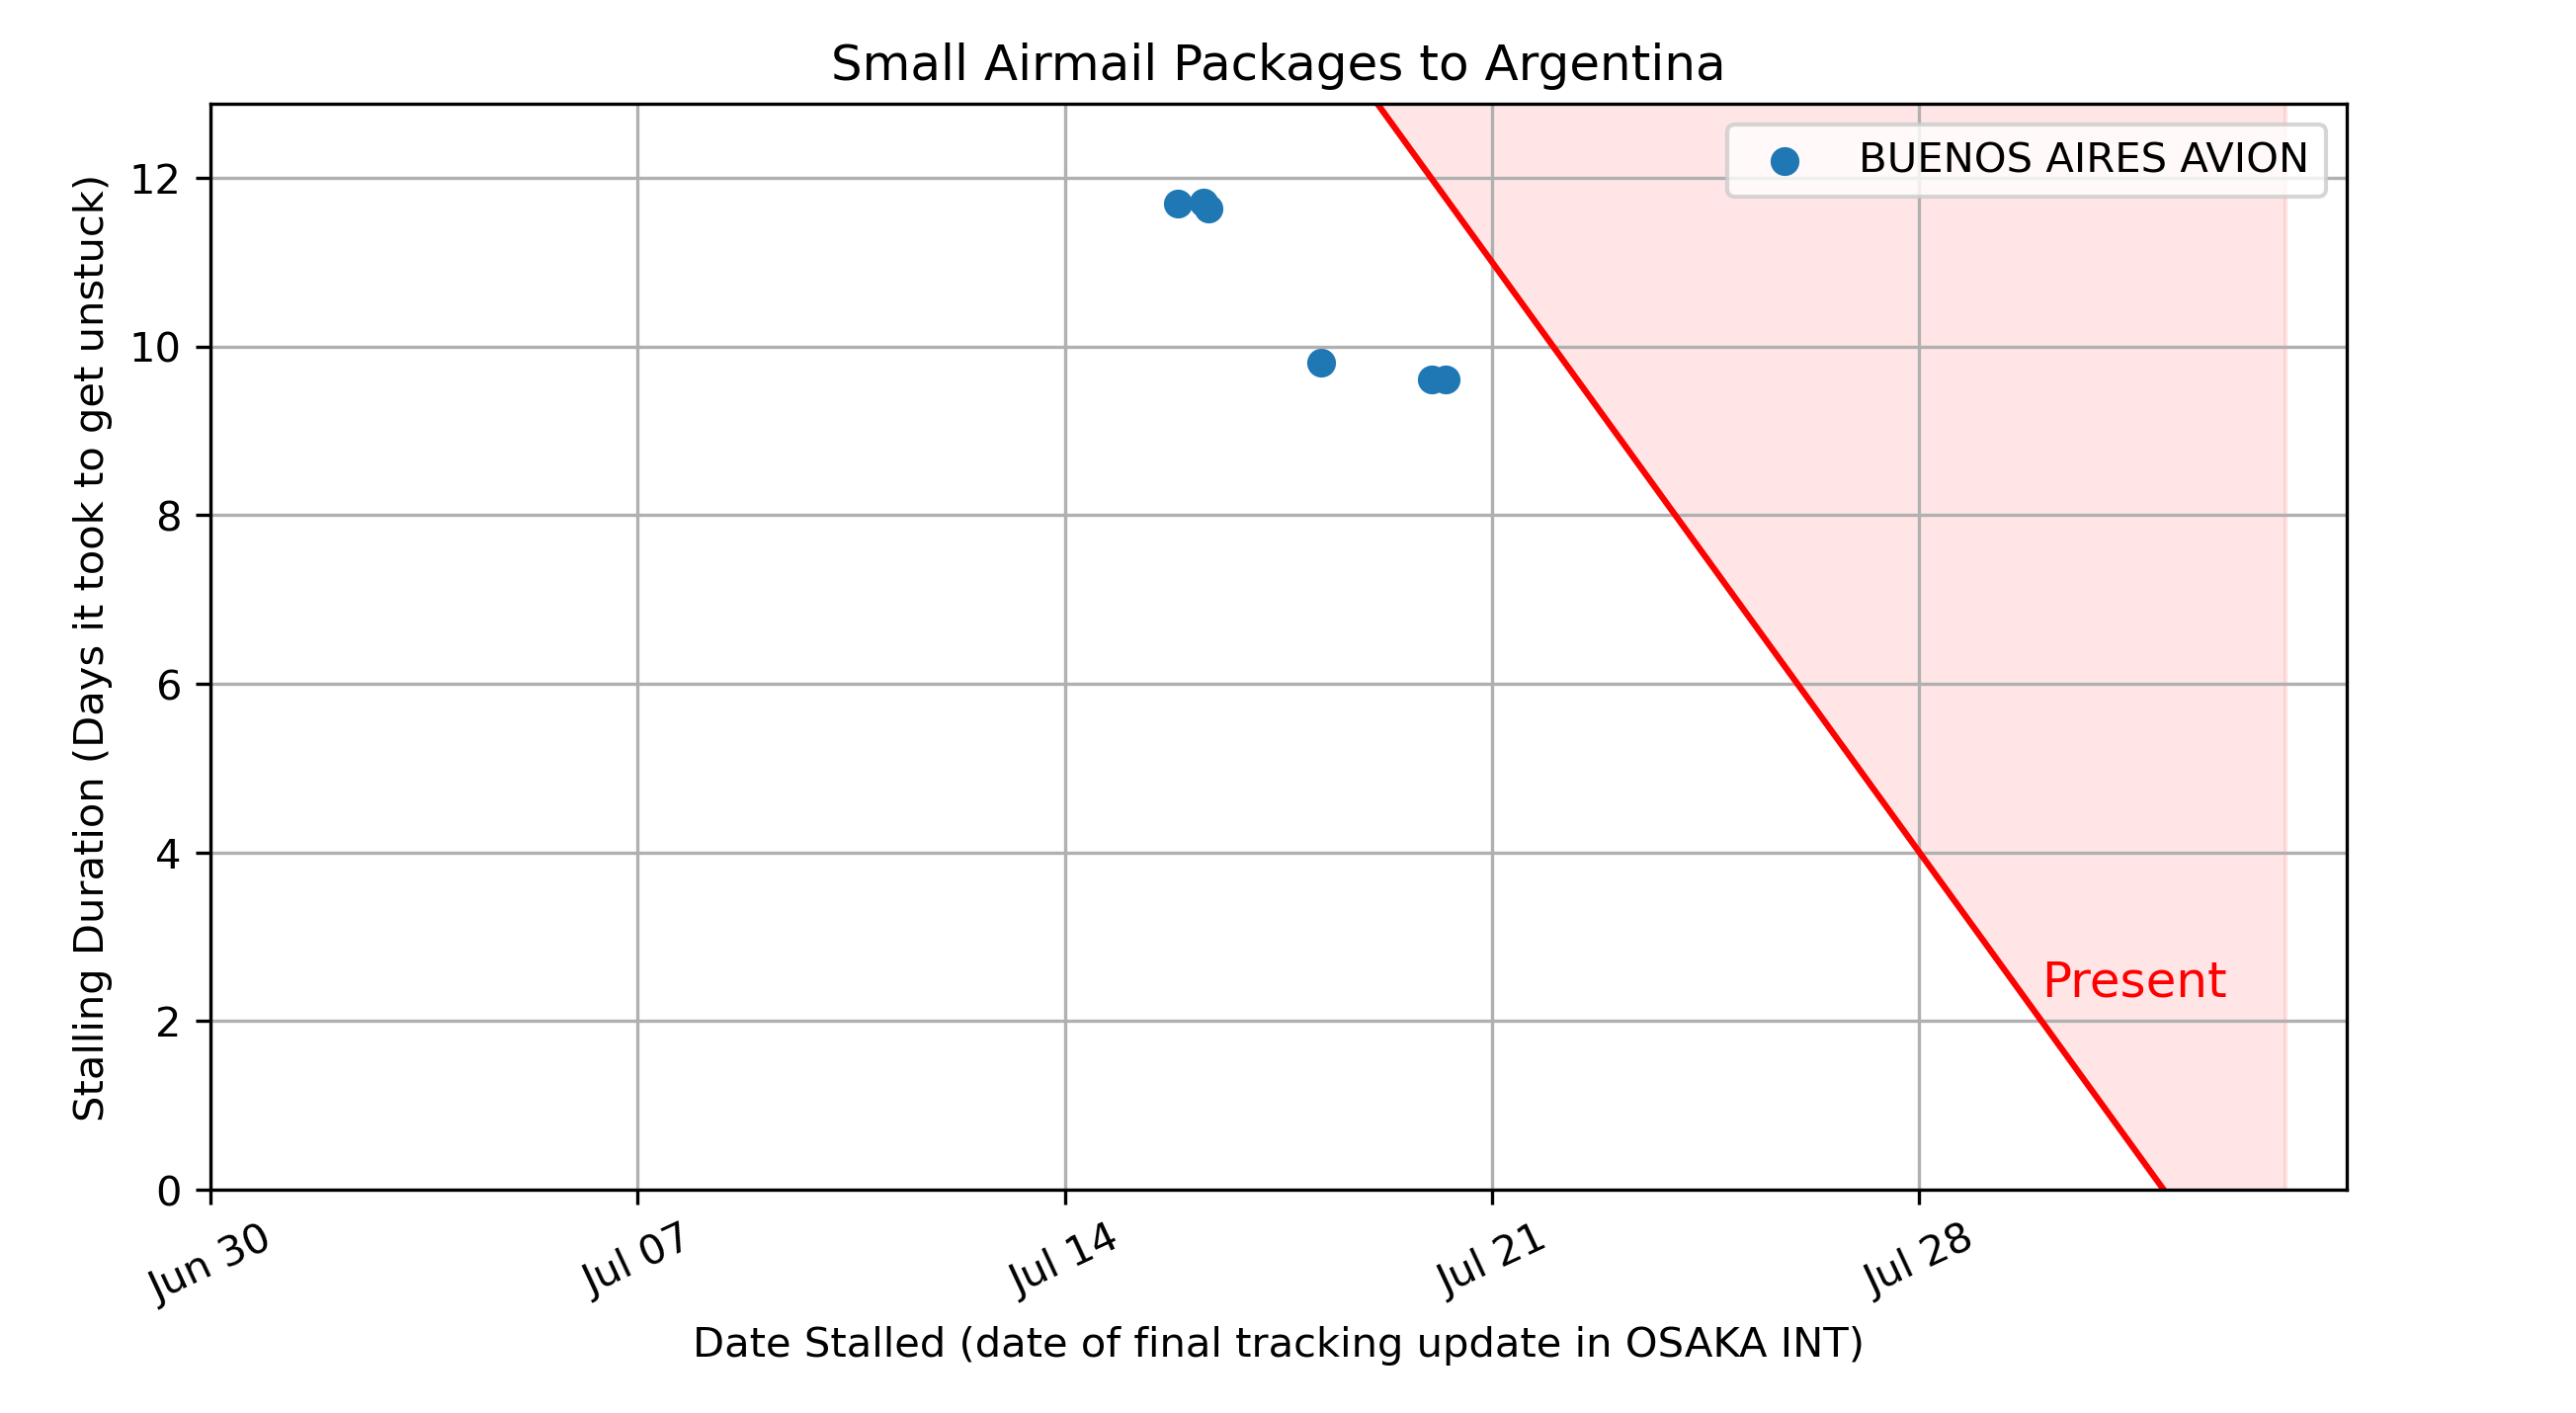 Small Airmail Packages to Argentina
BUENOS AIRES AVION
Stalling Duration (Days it took to get unstuck)
12
10
8
6
4
2
0
Present
Jun 30
Jul 07
Jul 14
Jul 21
Jul 28
Date Stalled (date of final tracking update in OSAKA INT)